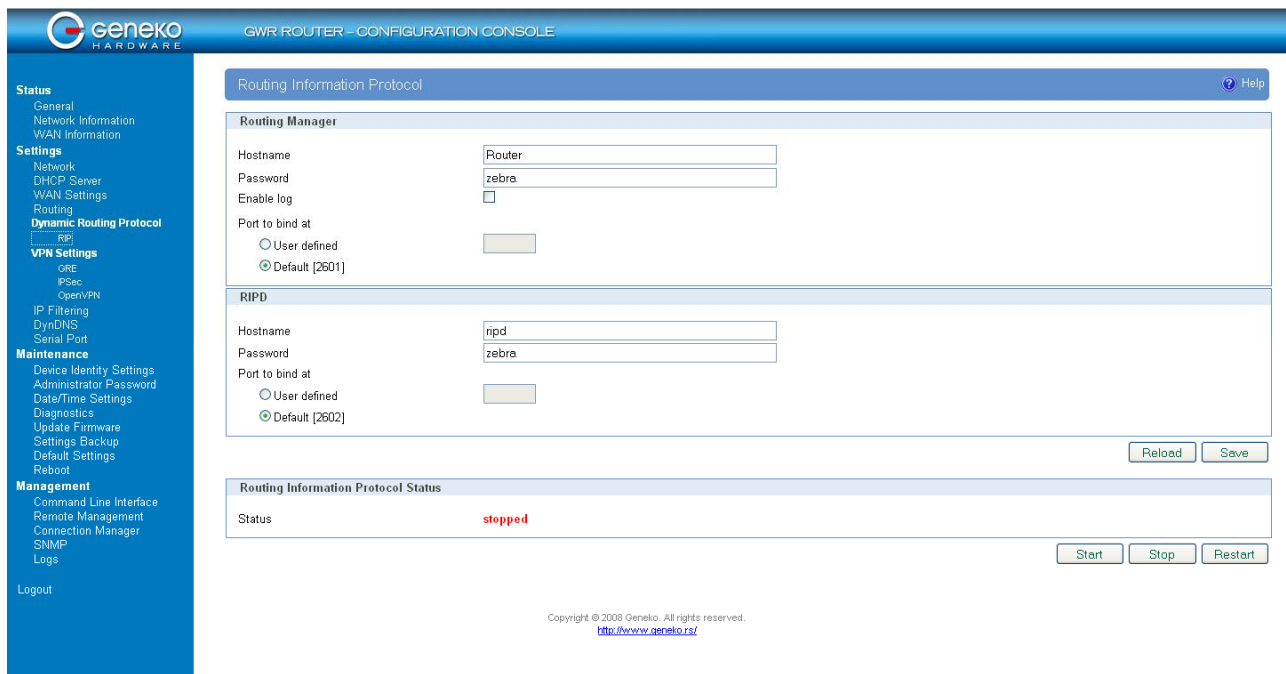 GENEKO
HARDWARE
GWR ROUTER – CONFIGURATION CONSOLE
Status
General
Network Information
WAN Information
Settings
Network
DHCP Server
WAN Settings
Routing
Dynamic Routing Protocol
RIP
VPN Settings
GRE
IPSec
OpenVPN
IP Filtering
DynDNS
Serial Port
Maintenance
Device Identity Settings
Administrator Password
Date/Time Settings
Diagnostics
Update Firmware
Settings Backup
Default Settings
Reboot
Management
Command Line Interface
Remote Management
Connection Manager
SNMP
Logs
Logout
Routing Information Protocol
? Help
Routing Manager
Hostname Router
Password zebra
Enable log
Port to bind at
User defined
Default [2601]
RIPD
Hostname ripd
Password zebra
Port to bind at
User defined
Default [2602]
Reload Save
Routing Information Protocol Status
Status stopped
Start Stop Restart
Copyright © 2008 Geneko. All rights reserved.
http://www.geneko.rs/